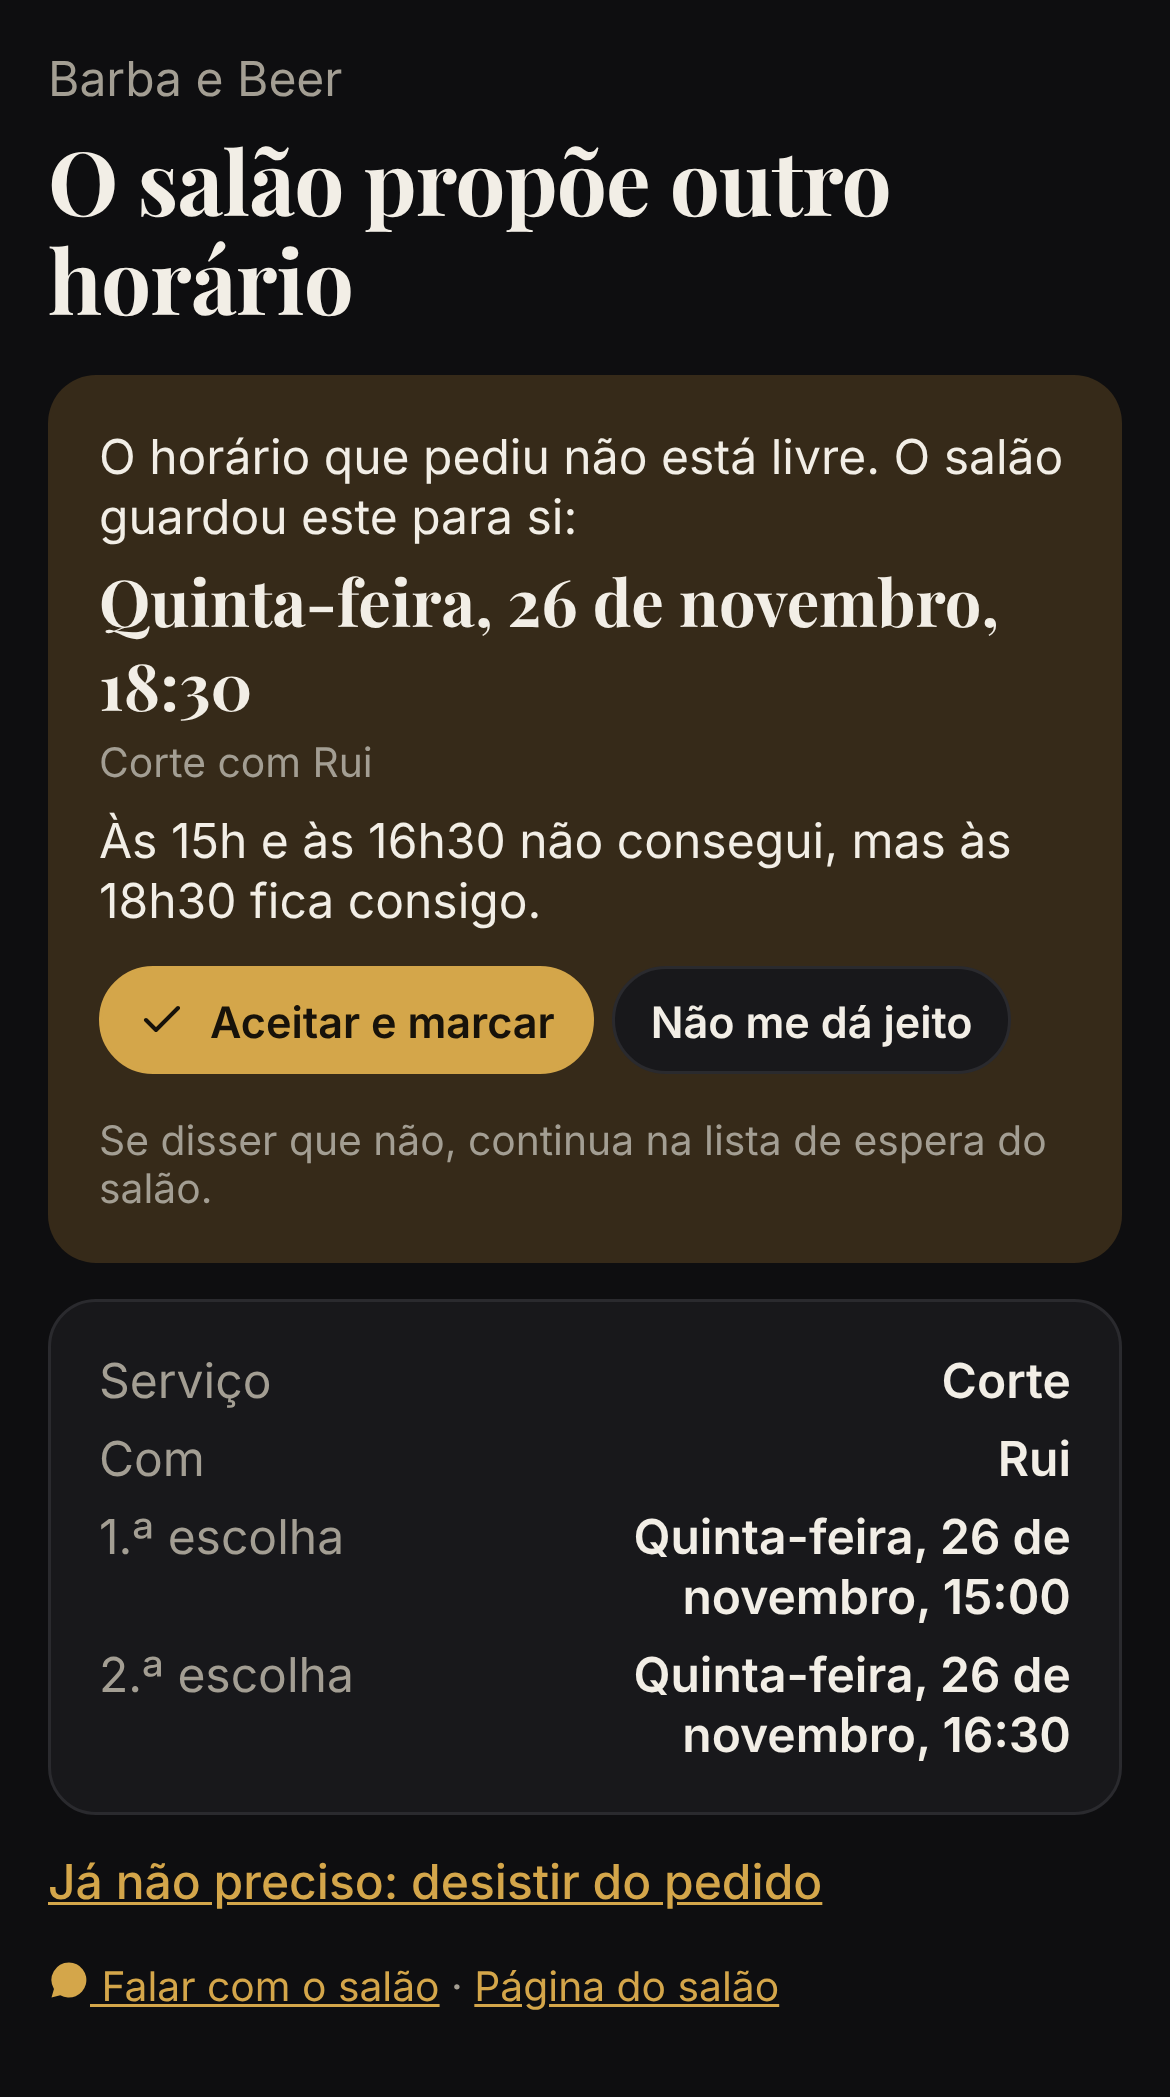 Barba e Beer
O salão propõe outro
horário
O horário que pediu não está livre. O salão
guardou este para si:
Quinta-feira, 26 de novembro,
18:30
Corte com Rui
Às 15h e às 16h30 não consegui, mas às
18h30 fica consigo.
Aceitar e marcar
Não me dá jeito
Se disser que não, continua na lista de espera do
salão.
Serviço Corte
Com Rui
1.ª escolha Quinta-feira, 26 de
novembro, 15:00
2.ª escolha Quinta-feira, 26 de
novembro, 16:30
Já não preciso: desistir do pedido
Falar com o salão · Página do salão